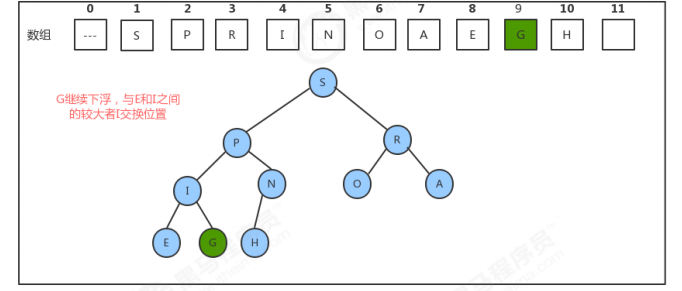 0 1 2 3 4 5 6 7 8 9 10 11
数组 --- S P R I N O A E G H
S
G继续下浮，与E和I之间
的较大者I交换位置
P R
I N O A
E G H